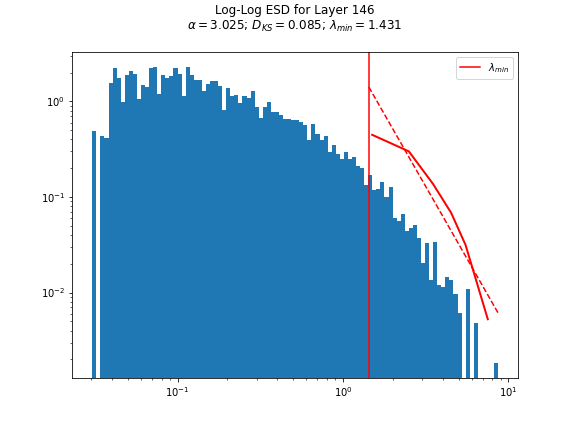 Log-Log ESD for Layer 146
α = 3.025; D_KS = 0.085; λ_min = 1.431
λ_min
10^0
10^-1
10^-2
10^-1
10^0
10^1